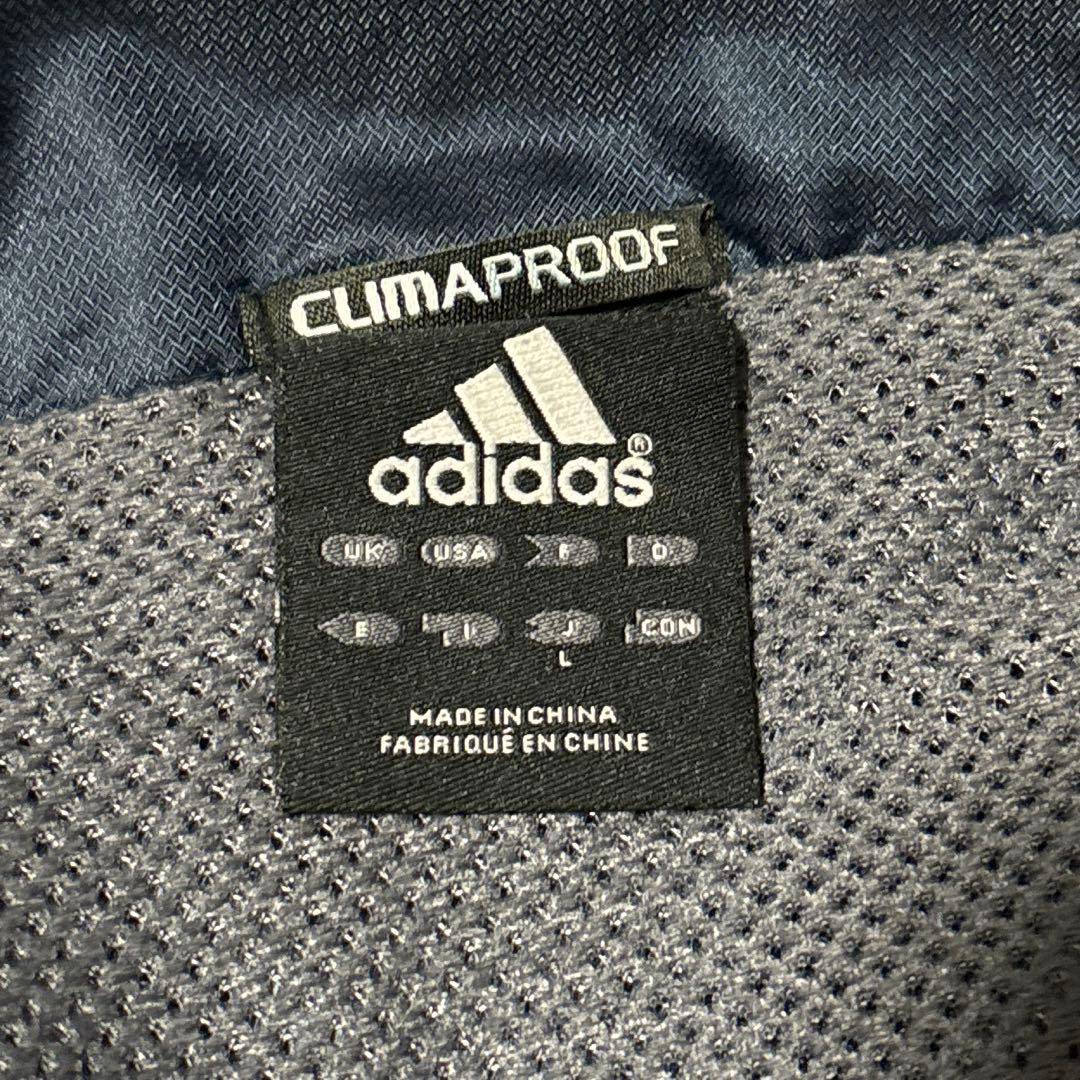 CLIMAPROOF
adidas®
UK USA F D
E I J CON
L
MADE IN CHINA
FABRIQUÉ EN CHINE